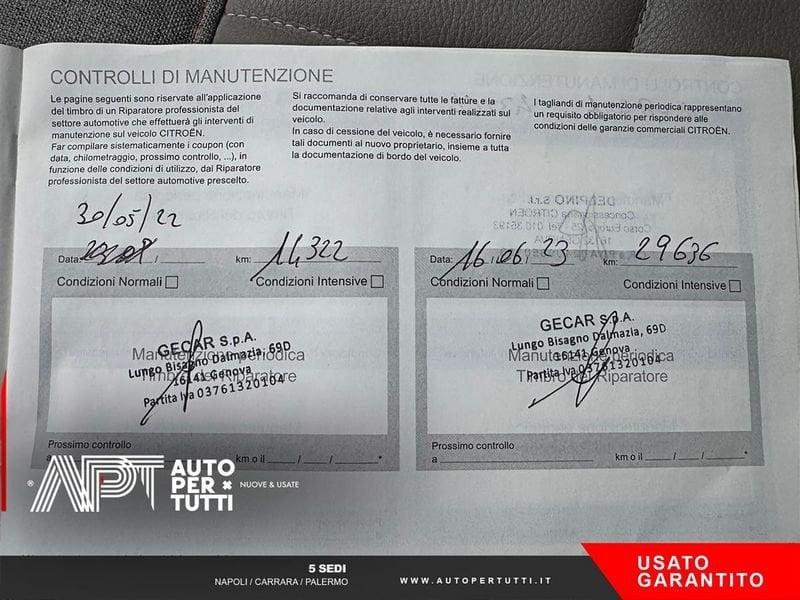 CONTROLLI DI MANUTENZIONE
Le pagine seguenti sono riservate all'applicazione
del timbro di un Riparatore professionista del
settore automotive che effettuerà gli interventi di
manutenzione sul veicolo CITROËN.
Far compilare sistematicamente i coupon (con
data, chilometraggio, prossimo controllo, ...), in
funzione delle condizioni di utilizzo, dal Riparatore
professionista del settore automotive prescelto.
Si raccomanda di conservare tutte le fatture e la
documentazione relative agli interventi realizzati sul
veicolo.
In caso di cessione del veicolo, è necessario fornire
tali documenti al nuovo proprietario, insieme a tutta
la documentazione di bordo del veicolo.
I tagliandi di manutenzione periodica rappresentano
un requisito obbligatorio per rispondere alle
condizioni delle garanzie commerciali CITROËN.
30/05/22
Data: / km: 14322
Condizioni Normali Condizioni Intensive
GECAR S.p.A.
Lungo Bisagno Dalmazia, 69D
16141 Genova
Partita Iva 03761320104
Manutenzione periodica
Timbro del Riparatore
Prossimo controllo
a km o il / / *
Data: 16/06/23 km: 29636
Condizioni Normali Condizioni Intensive
GECAR S.p.A.
Lungo Bisagno Dalmazia, 69D
16141 Genova
Partita Iva 03761320104
Manutenzione periodica
Timbro del Riparatore
Prossimo controllo
a km o il / / *
® APT AUTO PER TUTTI NUOVE & USATE
5 SEDI
NAPOLI / CARRARA / PALERMO
WWW.AUTOPERTUTTI.IT
USATO
GARANTITO